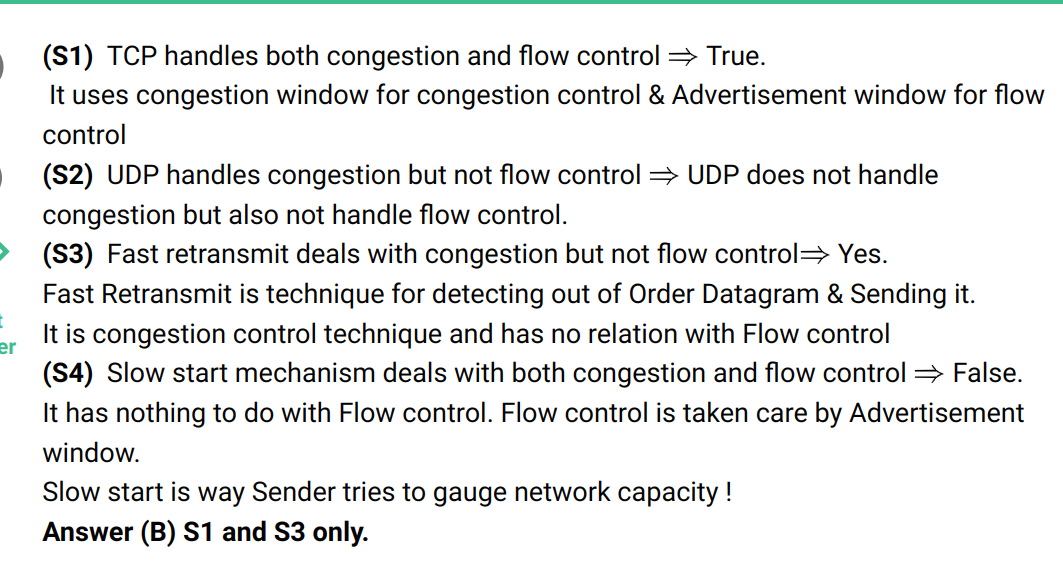 (S1) TCP handles both congestion and flow control ⇒ True.
It uses congestion window for congestion control & Advertisement window for flow
control
(S2) UDP handles congestion but not flow control ⇒ UDP does not handle
congestion but also not handle flow control.
(S3) Fast retransmit deals with congestion but not flow control⇒ Yes.
Fast Retransmit is technique for detecting out of Order Datagram & Sending it.
It is congestion control technique and has no relation with Flow control
(S4) Slow start mechanism deals with both congestion and flow control ⇒ False.
It has nothing to do with Flow control. Flow control is taken care by Advertisement
window.
Slow start is way Sender tries to gauge network capacity !
Answer (B) S1 and S3 only.